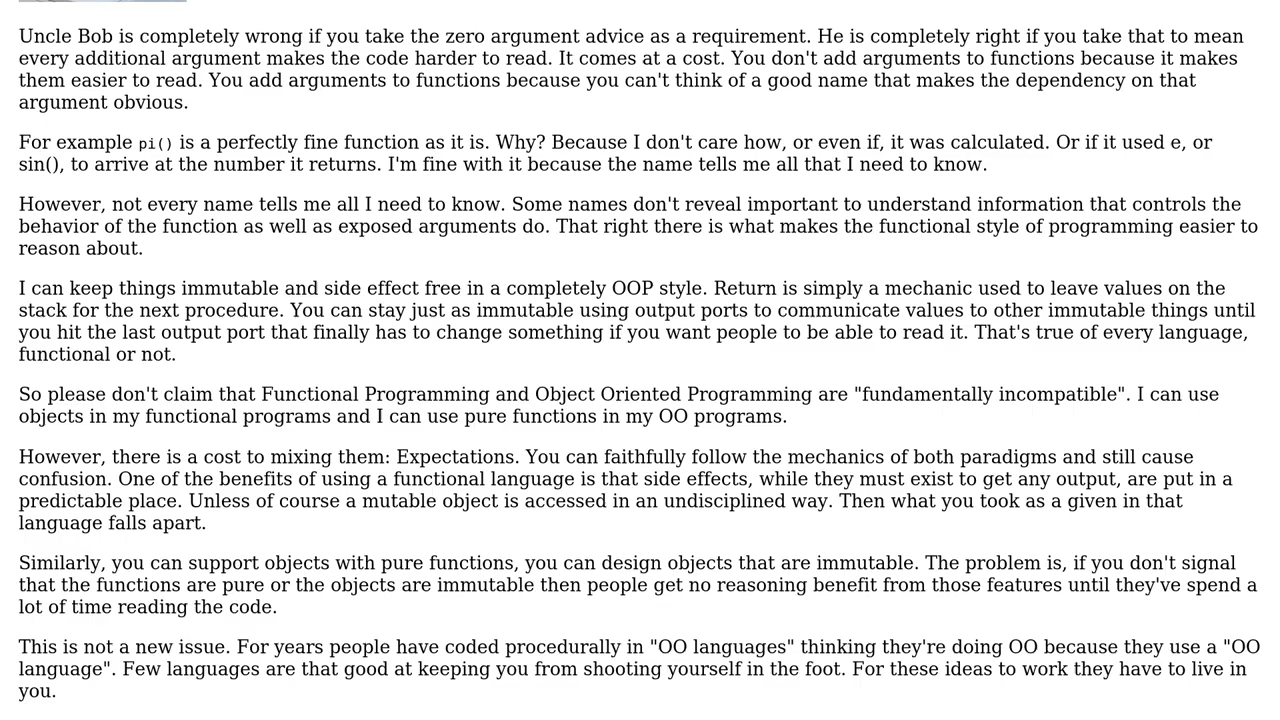 Uncle Bob is completely wrong if you take the zero argument advice as a requirement. He is completely right if you take that to mean
every additional argument makes the code harder to read. It comes at a cost. You don't add arguments to functions because it makes
them easier to read. You add arguments to functions because you can't think of a good name that makes the dependency on that
argument obvious.
For example pi() is a perfectly fine function as it is. Why? Because I don't care how, or even if, it was calculated. Or if it used e, or
sin(), to arrive at the number it returns. I'm fine with it because the name tells me all that I need to know.
However, not every name tells me all I need to know. Some names don't reveal important to understand information that controls the
behavior of the function as well as exposed arguments do. That right there is what makes the functional style of programming easier to
reason about.
I can keep things immutable and side effect free in a completely OOP style. Return is simply a mechanic used to leave values on the
stack for the next procedure. You can stay just as immutable using output ports to communicate values to other immutable things until
you hit the last output port that finally has to change something if you want people to be able to read it. That's true of every language,
functional or not.
So please don't claim that Functional Programming and Object Oriented Programming are "fundamentally incompatible". I can use
objects in my functional programs and I can use pure functions in my OO programs.
However, there is a cost to mixing them: Expectations. You can faithfully follow the mechanics of both paradigms and still cause
confusion. One of the benefits of using a functional language is that side effects, while they must exist to get any output, are put in a
predictable place. Unless of course a mutable object is accessed in an undisciplined way. Then what you took as a given in that
language falls apart.
Similarly, you can support objects with pure functions, you can design objects that are immutable. The problem is, if you don't signal
that the functions are pure or the objects are immutable then people get no reasoning benefit from those features until they've spend a
lot of time reading the code.
This is not a new issue. For years people have coded procedurally in "OO languages" thinking they're doing OO because they use a "OO
language". Few languages are that good at keeping you from shooting yourself in the foot. For these ideas to work they have to live in
you.